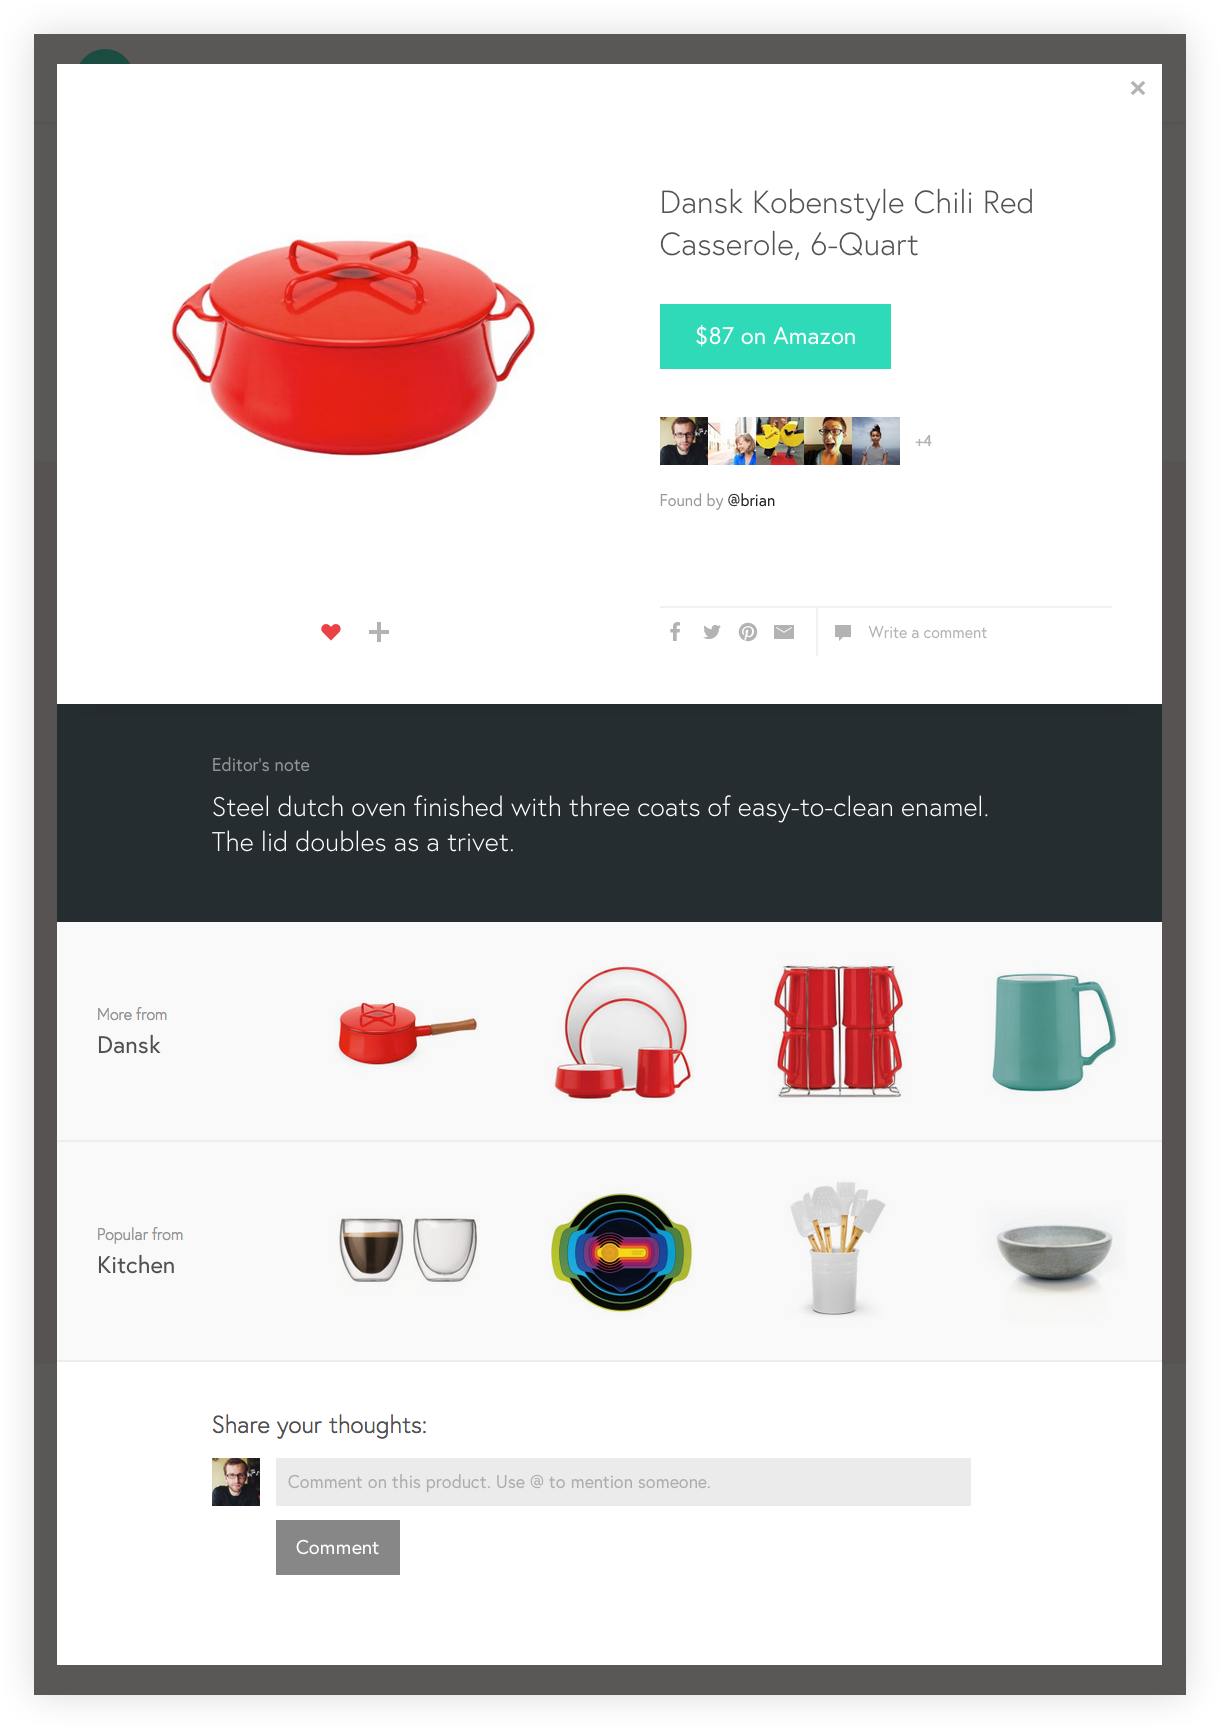 Dansk Kobenstyle Chili Red
Casserole, 6-Quart
$87 on Amazon
+4
Found by @brian
Write a comment
Editor's note
Steel dutch oven finished with three coats of easy-to-clean enamel.
The lid doubles as a trivet.
More from
Dansk
Popular from
Kitchen
Share your thoughts:
Comment on this product. Use @ to mention someone.
Comment